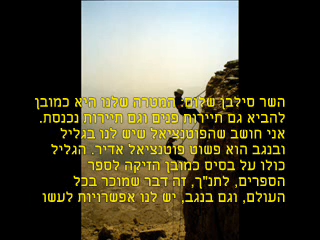 השר סילבן שלום: המטרה שלנו היא כמובן
להביא גם תיירות פנים וגם תיירות נכנסת.
אני חושב שהפוטנציאל שיש לנו בגליל
ובנגב הוא פשוט פוטנציאל אדיר. הגליל
כולו על בסיס כמובן הזיקה לספר
הספרים, לתנ"ך, זה דבר שמוכר בכל
העולם, וגם בנגב, יש לנו אפשרויות לעשו